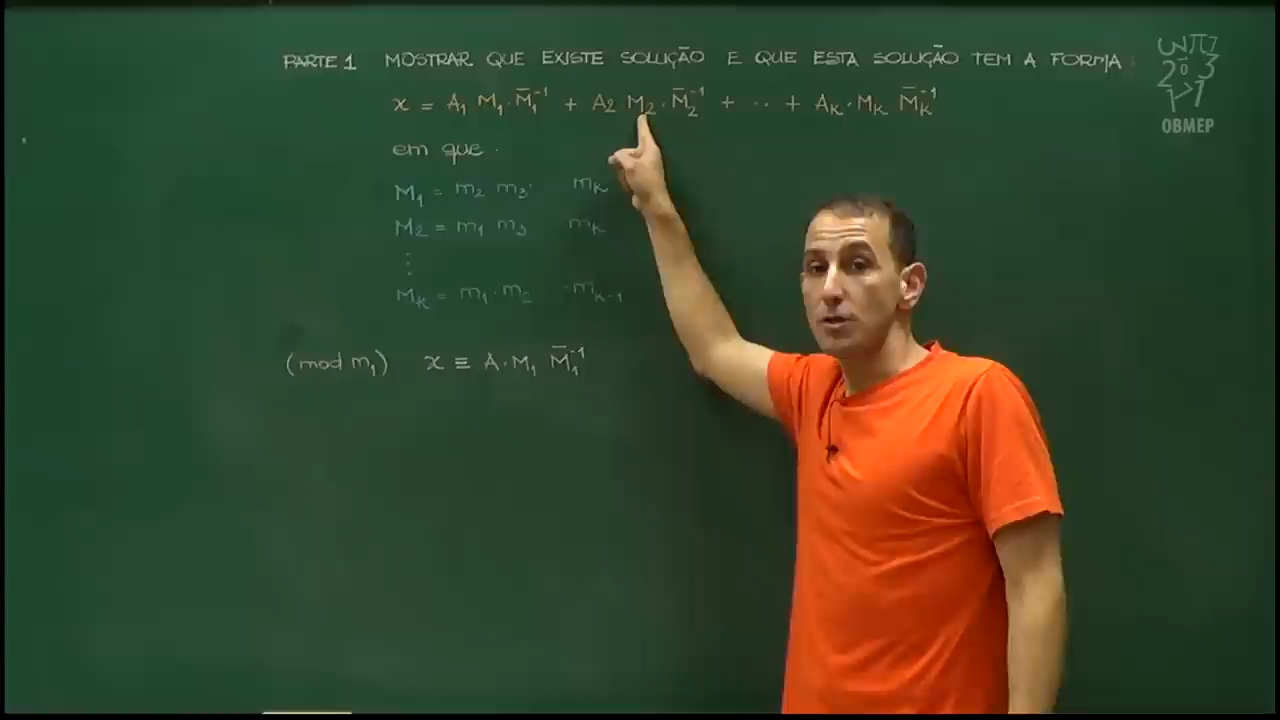 PARTE 1 MOSTRAR QUE EXISTE SOLUÇÃO E QUE ESTA SOLUÇÃO TEM A FORMA:
x = A₁ M₁ · M̄₁⁻¹ + A₂ M₂ · M̄₂⁻¹ + ·· + Aₖ · Mₖ M̄ₖ⁻¹
em que ·
M₁ = m₂ m₃ · mₖ
M₂ = m₁ m₃ mₖ
⋮
Mₖ = m₁ · m₂ · mₖ₋₁
(mod m₁) x ≡ A · M₁ M̄₁⁻¹
OBMEP